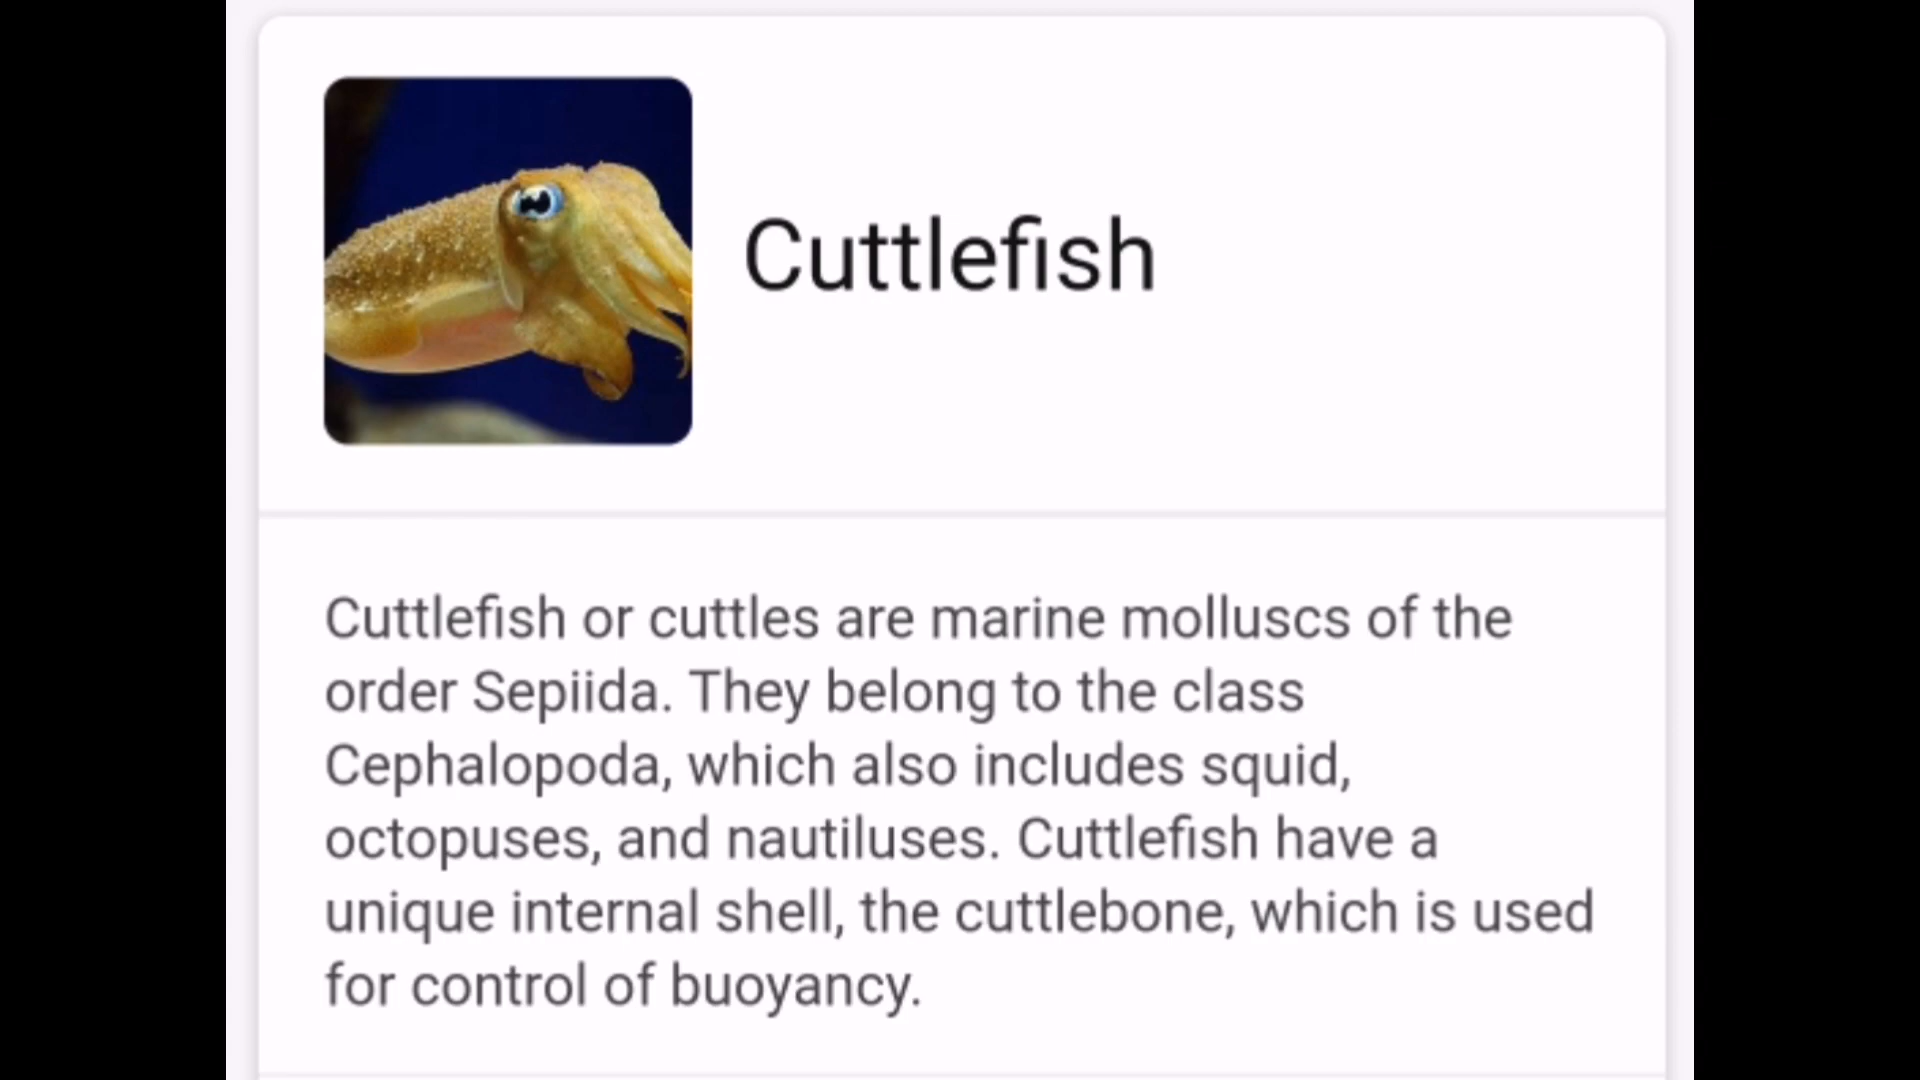 Cuttlefish
Cuttlefish or cuttles are marine molluscs of the
order Sepiida. They belong to the class
Cephalopoda, which also includes squid,
octopuses, and nautiluses. Cuttlefish have a
unique internal shell, the cuttlebone, which is used
for control of buoyancy.